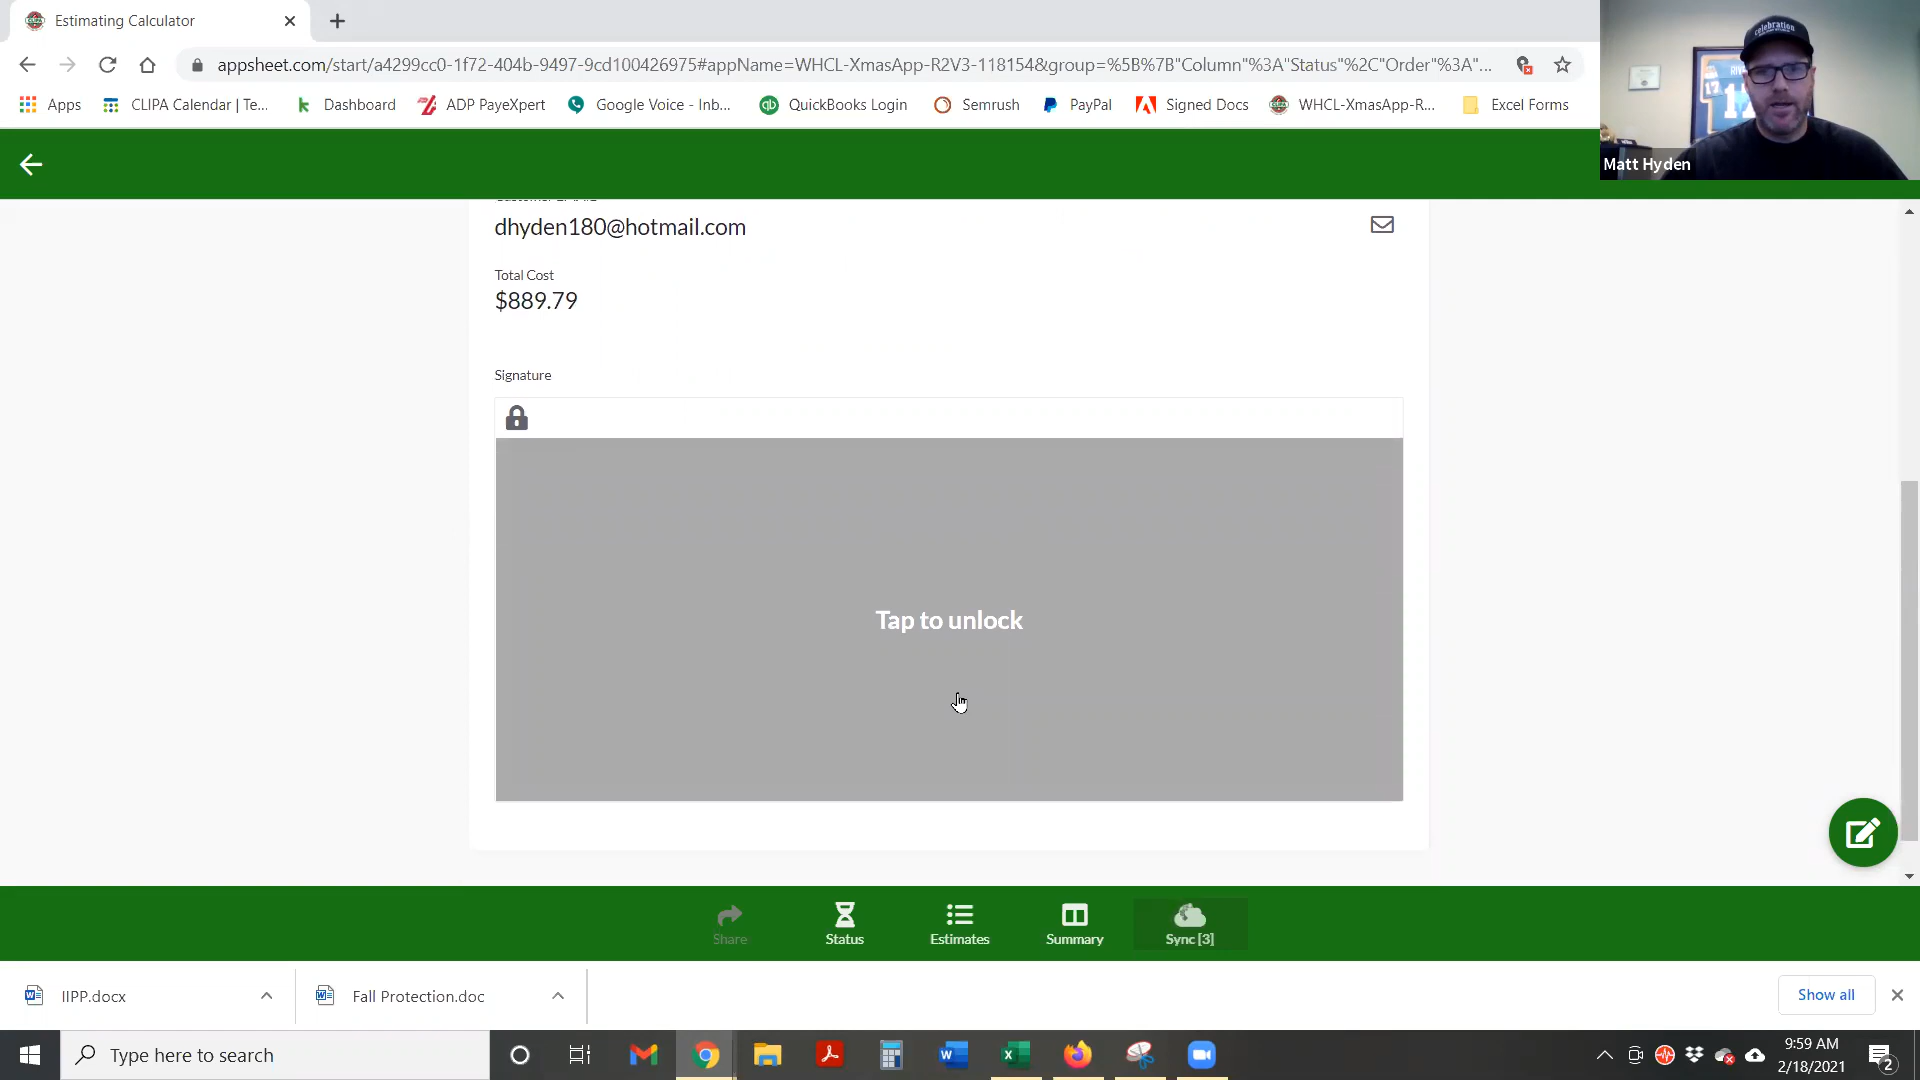 Estimating Calculator
appsheet.com/start/a4299cc0-1f72-404b-9497-9cd100426975#appName=WHCL-XmasApp-R2V3-118154&group=%5B%7B"Column"%3A"Status"%2C"Order"%3A"...
Apps
CLIPA Calendar | Te...
Dashboard
ADP PayeXpert
Google Voice - Inb...
QuickBooks Login
Semrush
PayPal
Signed Docs
WHCL-XmasApp-R...
Excel Forms
celebration
Matt Hyden
dhyden180@hotmail.com
Total Cost
$889.79
Signature
Tap to unlock
Share
Status
Estimates
Summary
Sync [3]
IIPP.docx
Fall Protection.doc
Show all
Type here to search
9:59 AM
2/18/2021
2